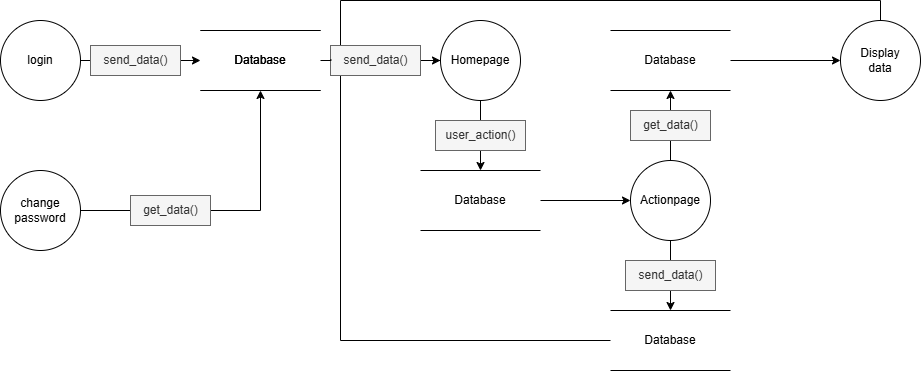 login
send_data()
Database
send_data()
Homepage
Database
Display
data
user_action()
get_data()
change
password
get_data()
Database
Actionpage
send_data()
Database